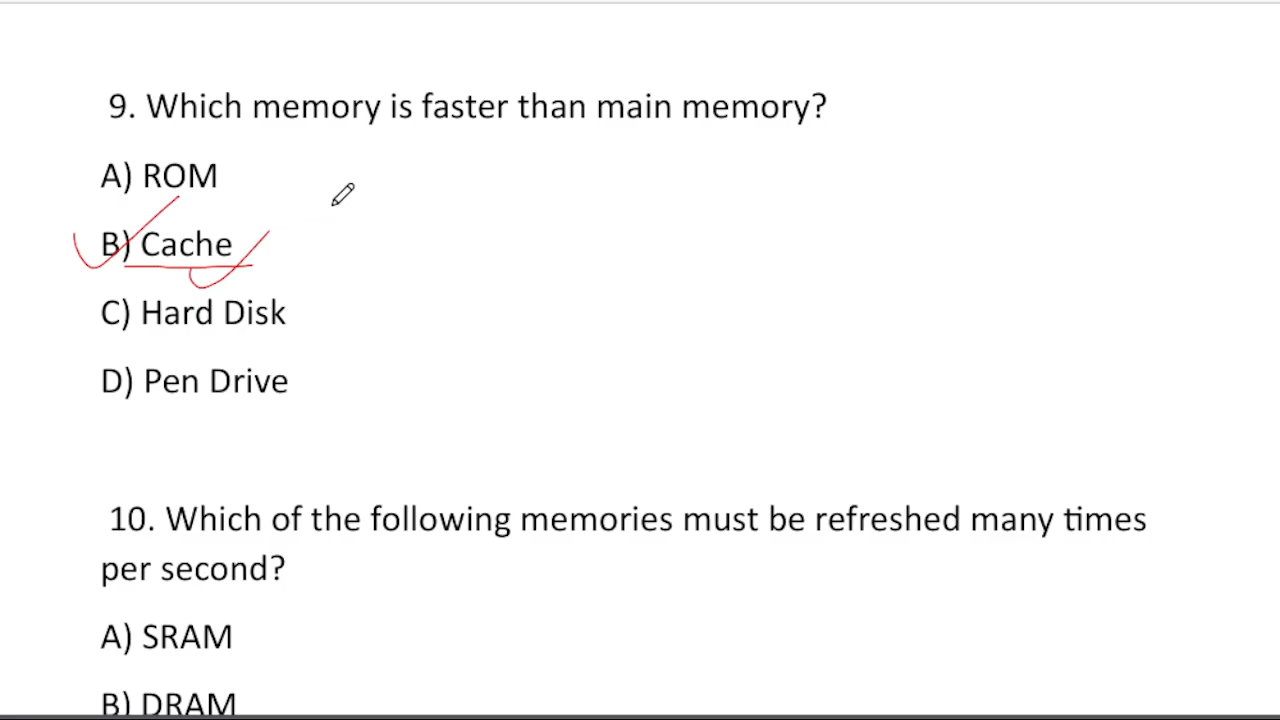 9. Which memory is faster than main memory?
A) ROM
B) Cache
C) Hard Disk
D) Pen Drive
10. Which of the following memories must be refreshed many times
per second?
A) SRAM
B) DRAM